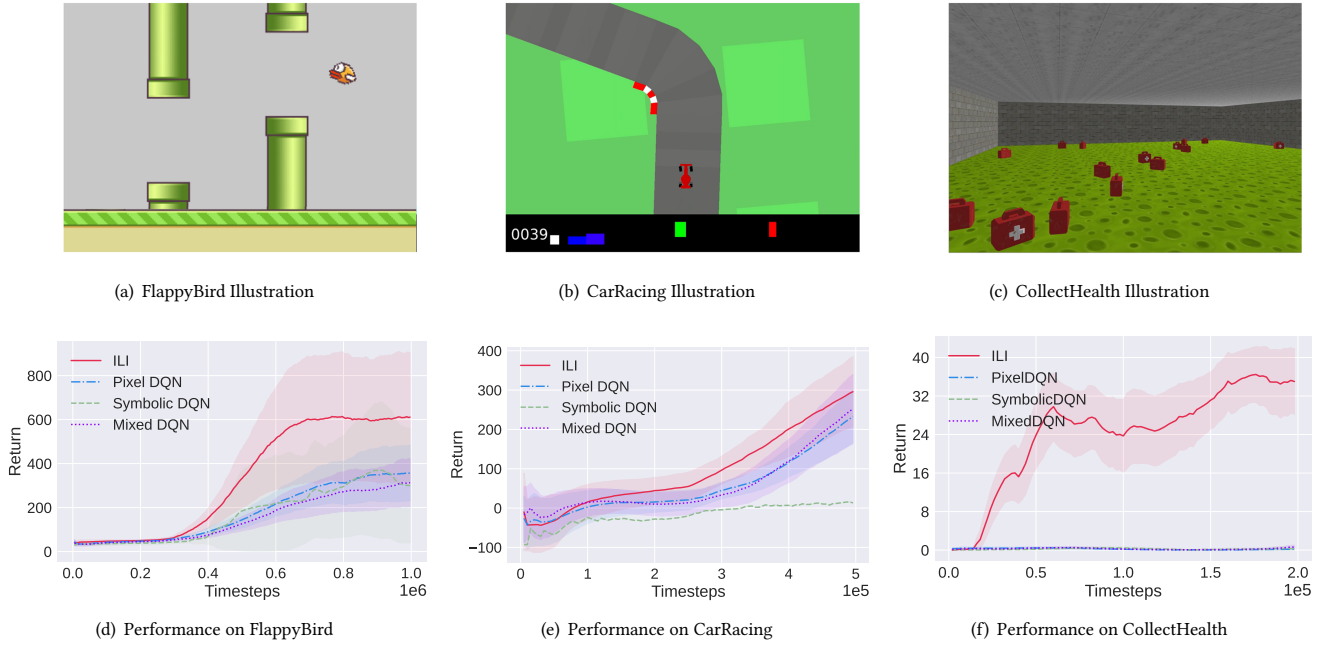 0039
(a) FlappyBird Illustration
(b) CarRacing Illustration
(c) CollectHealth Illustration
ILI
Pixel DQN
Symbolic DQN
Mixed DQN
Return
800
600
400
200
0
0.0 0.2 0.4 0.6 0.8 1.0
Timesteps
1e6
(d) Performance on FlappyBird
ILI
Pixel DQN
Symbolic DQN
Mixed DQN
Return
400
300
200
100
0
−100
0 1 2 3 4 5
Timesteps
1e5
(e) Performance on CarRacing
ILI
PixelDQN
SymbolicDQN
MixedDQN
Return
40
32
24
16
8
0
0.0 0.5 1.0 1.5 2.0
Timesteps
1e5
(f) Performance on CollectHealth